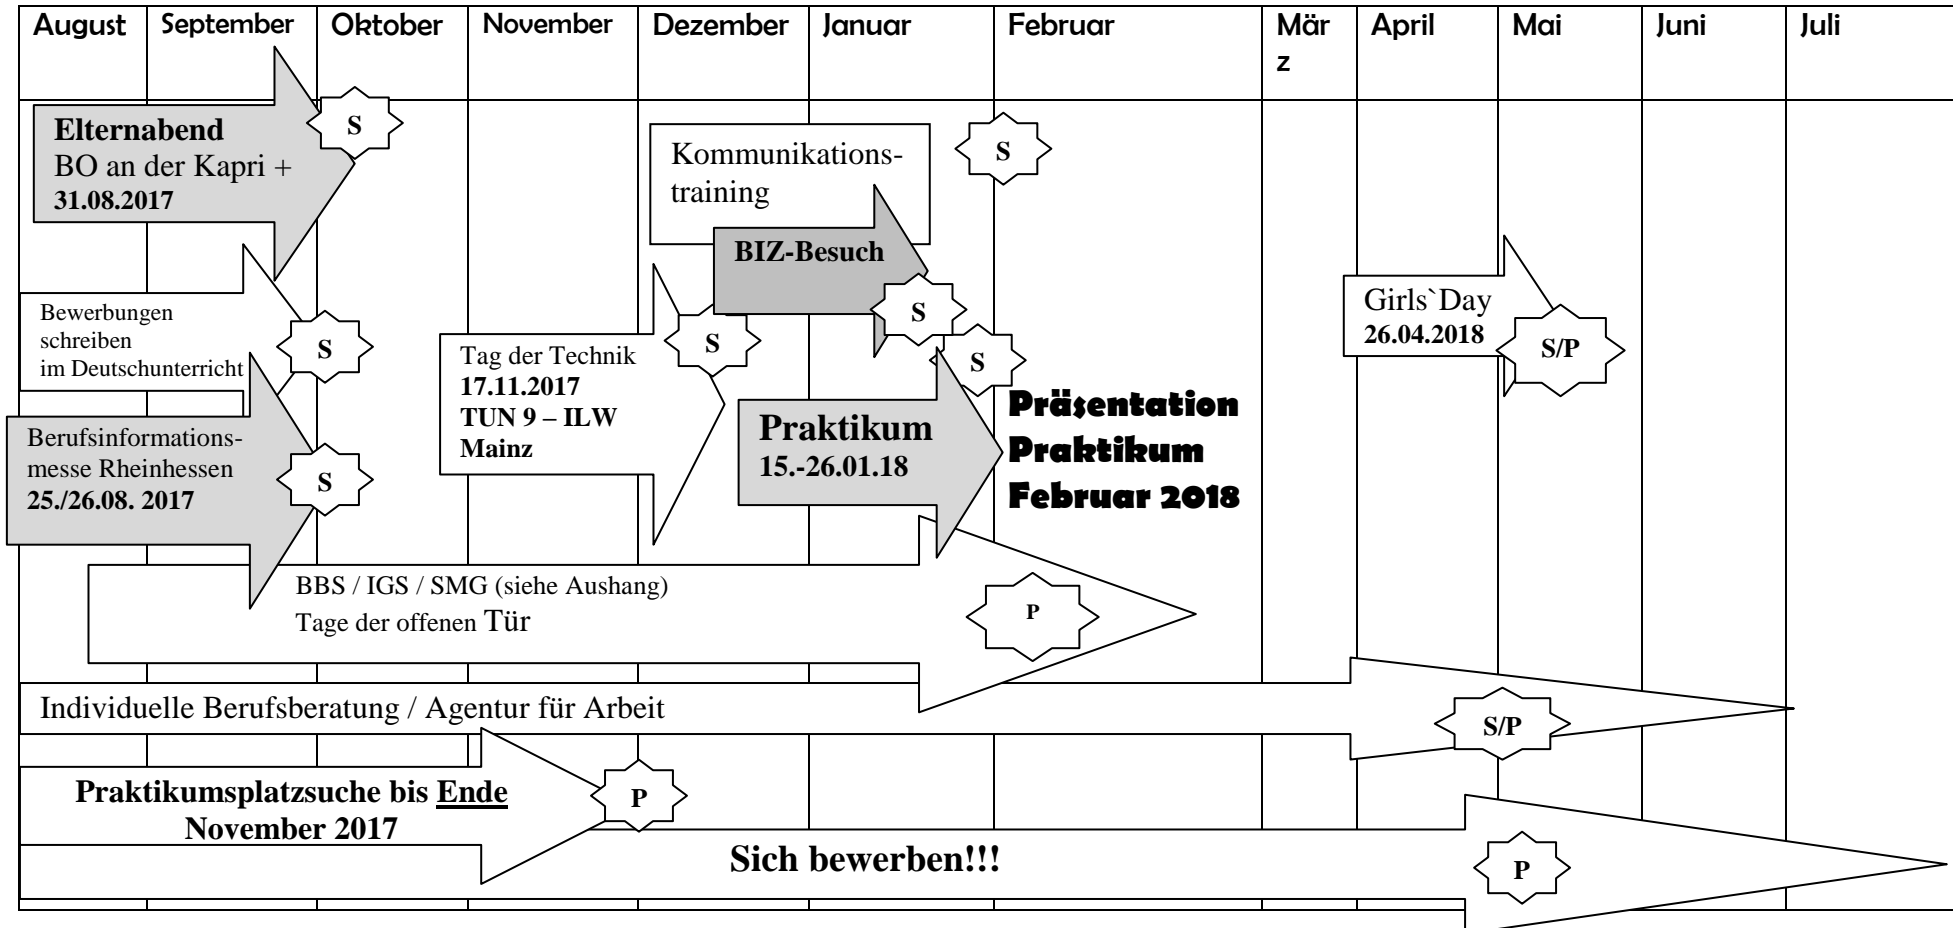 August September Oktober November Dezember Januar Februar Mär April Mai Juni Juli
z
Elternabend
BO an der Kapri +
31.08.2017
S
Kommunikations-
training
S
BIZ-Besuch
S
Bewerbungen
schreiben
im Deutschunterricht
S
Tag der Technik
17.11.2017
TUN 9 – ILW
Mainz
S
S
Girls`Day
26.04.2018
S/P
Berufsinformations-
messe Rheinhessen
25./26.08. 2017
S
Praktikum
15.-26.01.18
Präsentation
Praktikum
Februar 2018
BBS / IGS / SMG (siehe Aushang)
Tage der offenen Tür
P
Individuelle Berufsberatung / Agentur für Arbeit
S/P
Praktikumsplatzsuche bis Ende
November 2017
P
Sich bewerben!!!
P